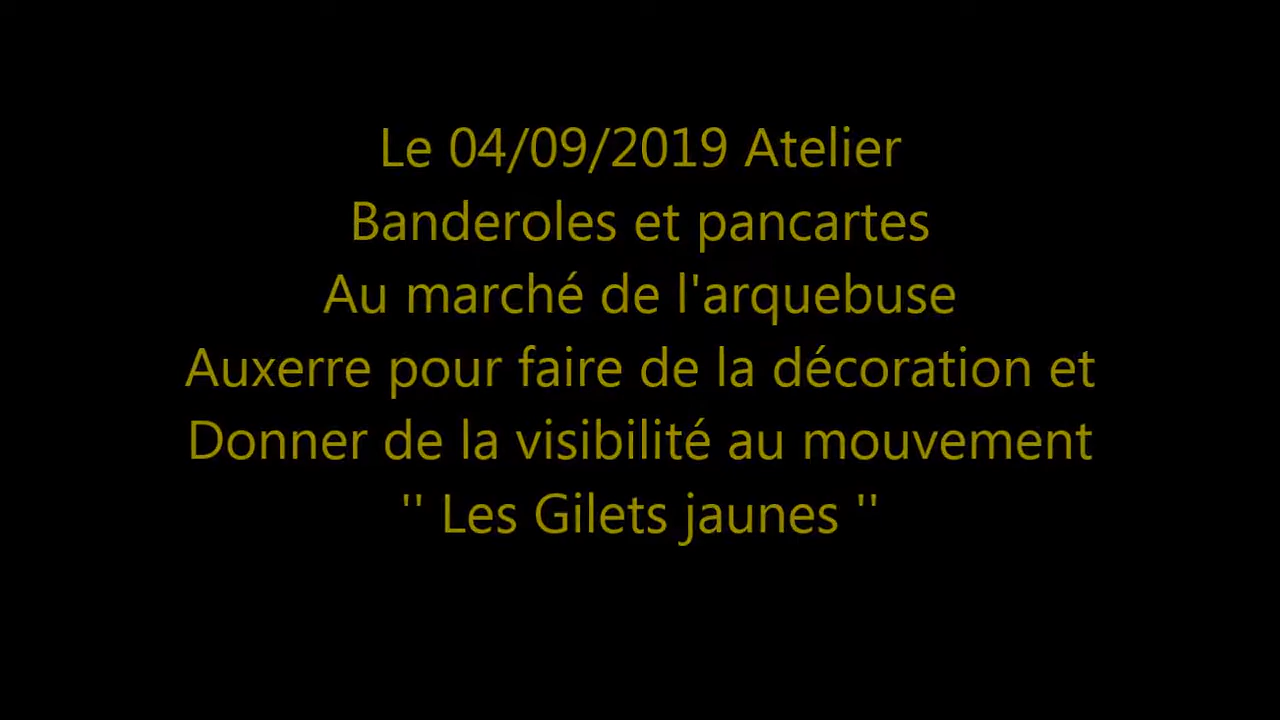 Le 04/09/2019 Atelier
Banderoles et pancartes
Au marché de l'arquebuse
Auxerre pour faire de la décoration et
Donner de la visibilité au mouvement
'' Les Gilets jaunes ''